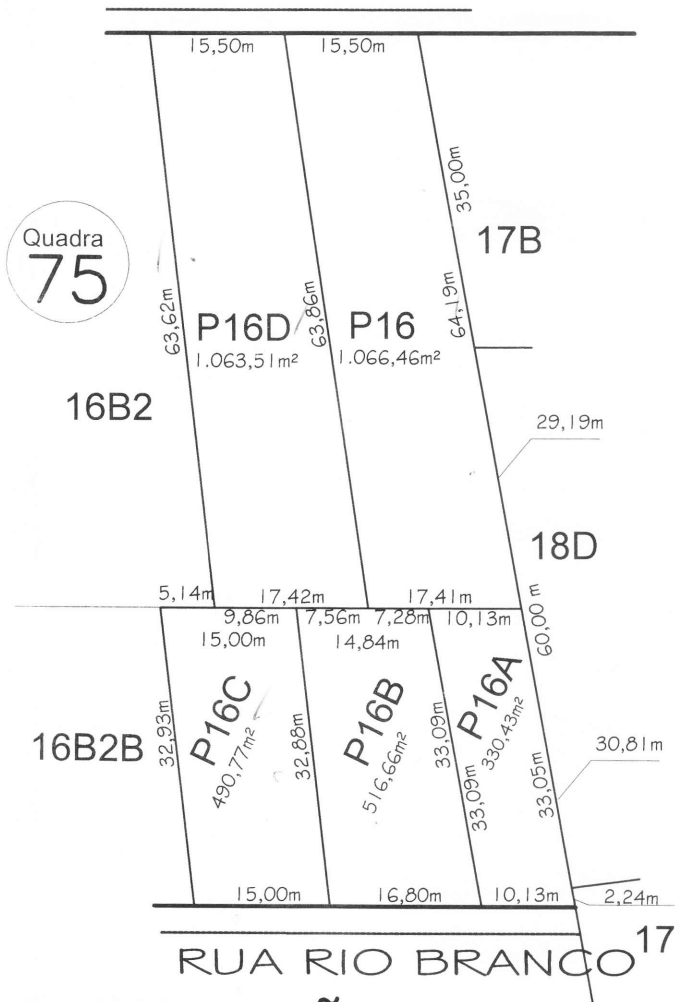 15,50m 15,50m
35,00m
17B
Quadra
75
63,62m
P16D
1.063,51m²
63,86m
P16
1.066,46m²
64,19m
16B2
29,19m
18D
5,14m 17,42m 17,41m
60,00 m
9,86m 7,56m 7,28m 10,13m
15,00m 14,84m
16B2B
32,93m
P16C
490,77m²
32,88m
P16B
516,66m²
33,09m
33,09m
P16A
330,43m²
33,05m
30,81m
15,00m 16,80m 10,13m 2,24m
17
RUA RIO BRANCO